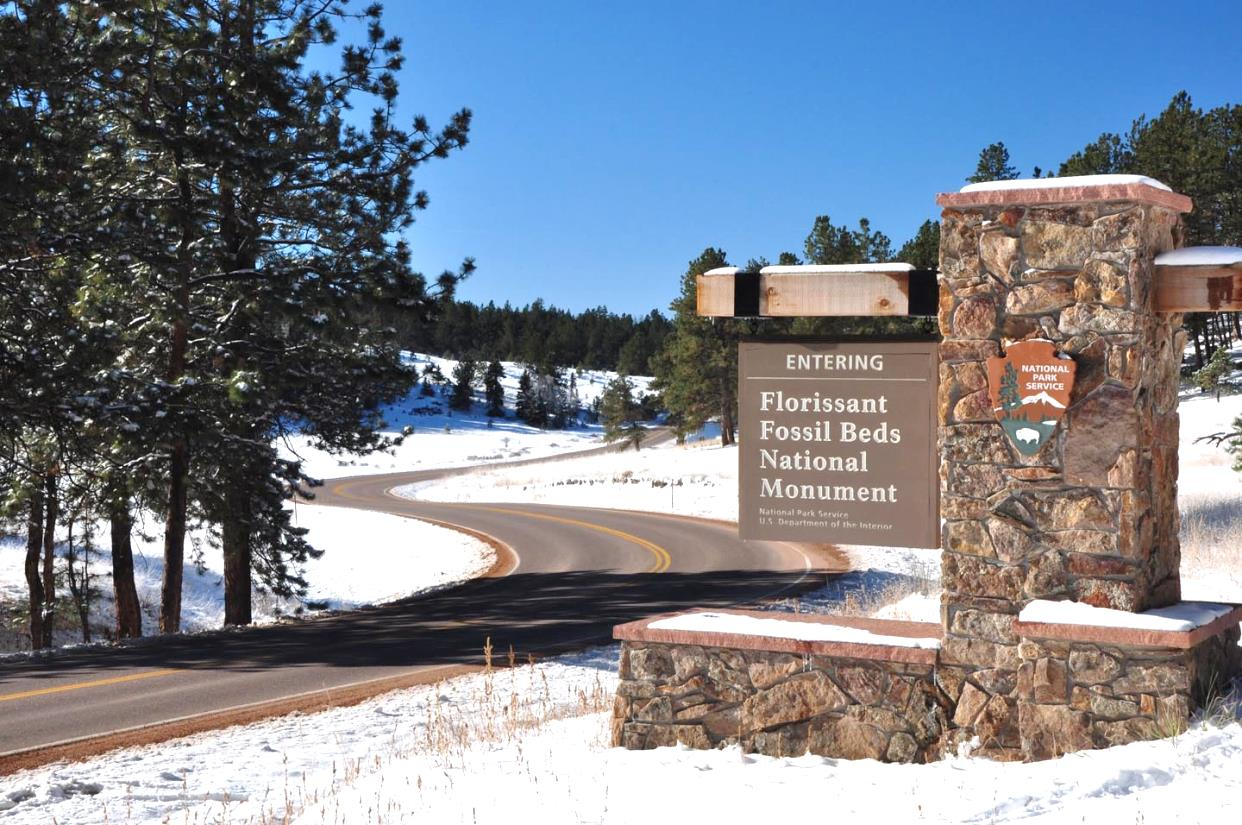 ENTERING
Florissant
Fossil Beds
National
Monument
National Park Service
U.S. Department of the Interior
NATIONAL
PARK
SERVICE